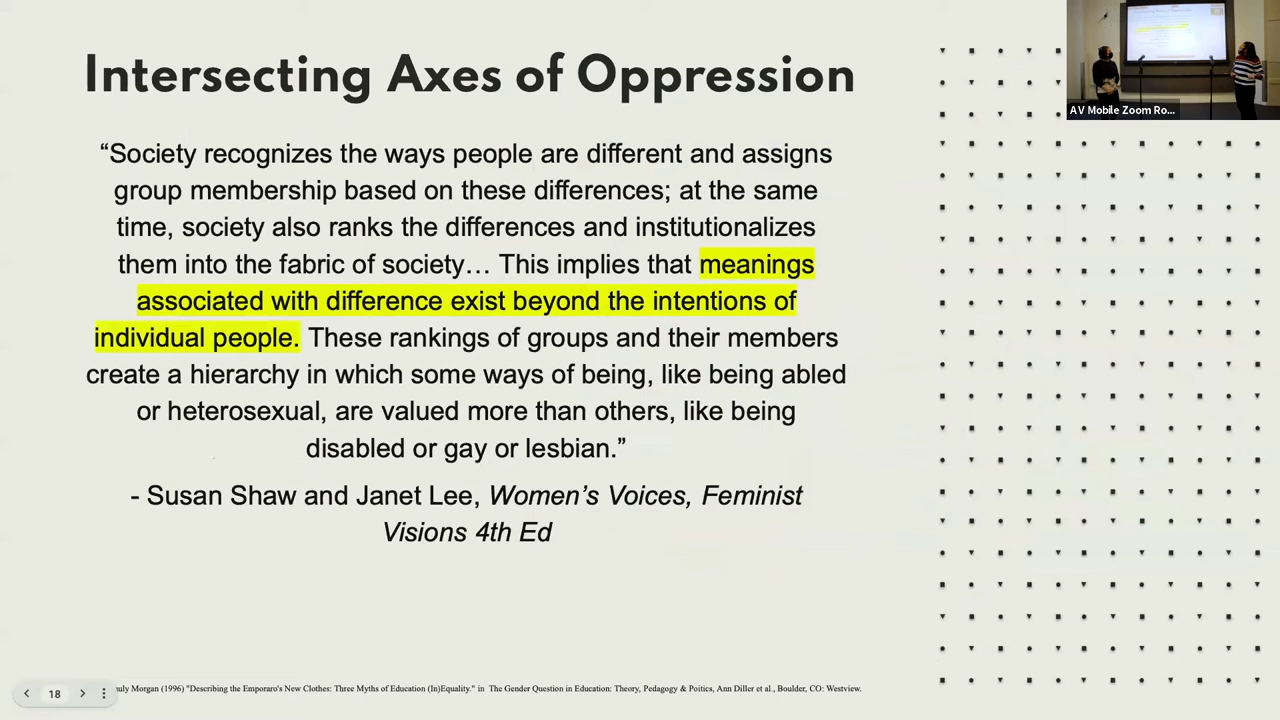 Intersecting Axes of Oppression
“Society recognizes the ways people are different and assigns
group membership based on these differences; at the same
time, society also ranks the differences and institutionalizes
them into the fabric of society… This implies that meanings
associated with difference exist beyond the intentions of
individual people. These rankings of groups and their members
create a hierarchy in which some ways of being, like being abled
or heterosexual, are valued more than others, like being
disabled or gay or lesbian.”
- Susan Shaw and Janet Lee, Women’s Voices, Feminist
Visions 4th Ed
AV Mobile Zoom Ro...
18
Morgan (1996) "Describing the Emporaro's New Clothes: Three Myths of Education (In)Equality." in The Gender Question in Education: Theory, Pedagogy & Poitics, Ann Diller et al., Boulder, CO: Westview.